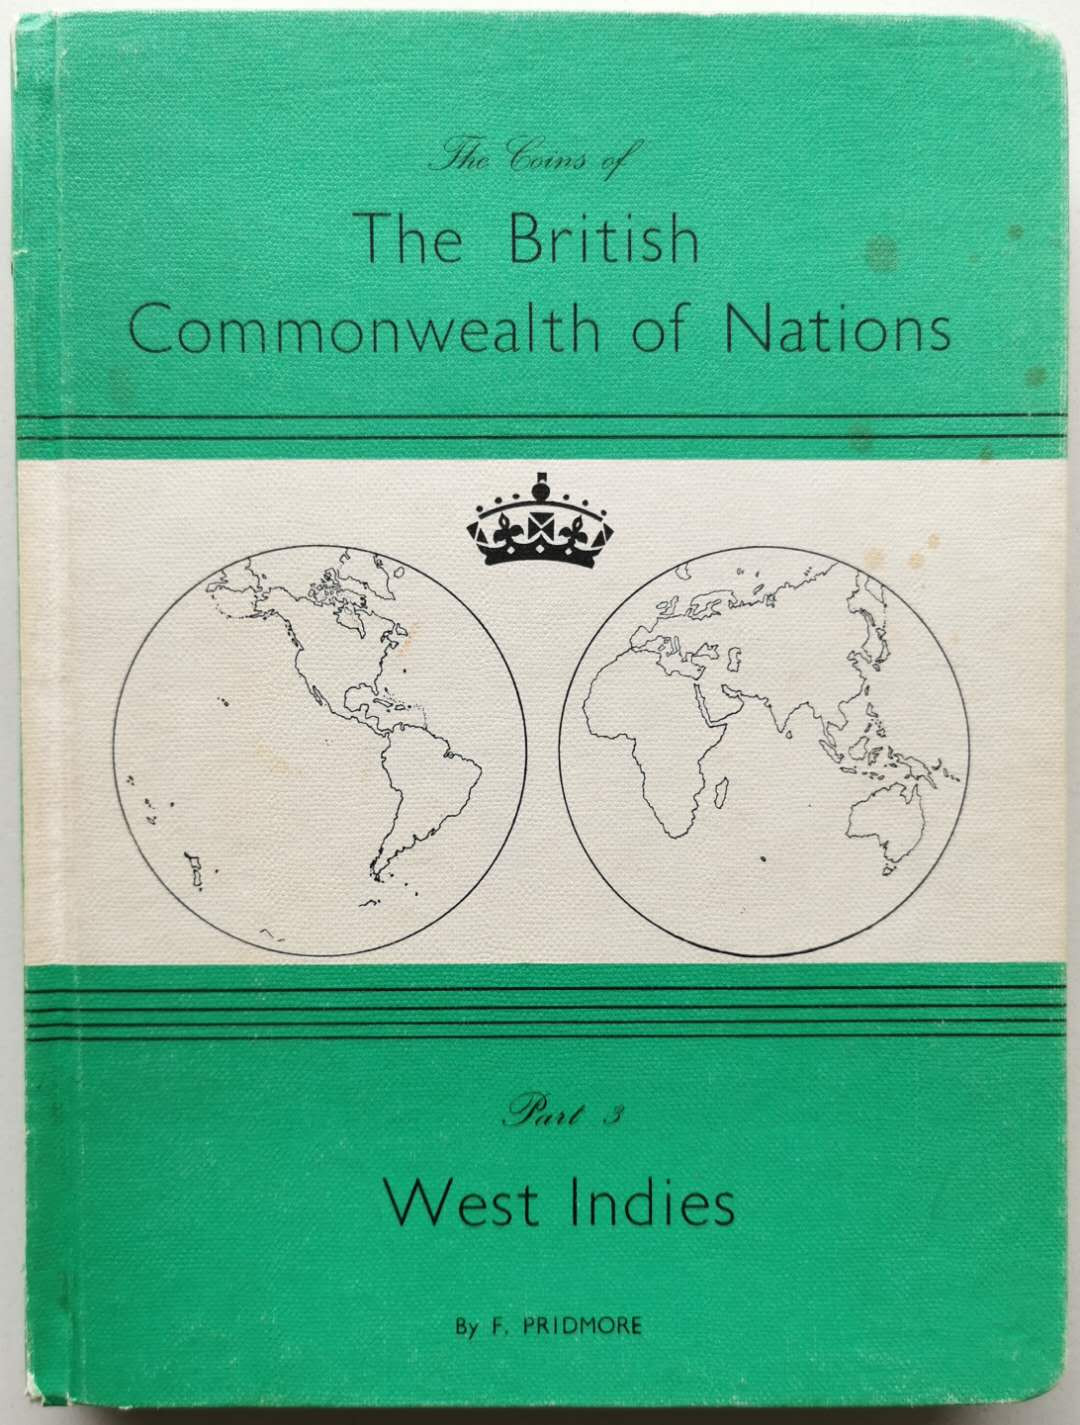 The Coins of
The British
Commonwealth of Nations
Part 3
West Indies
By F. PRIDMORE